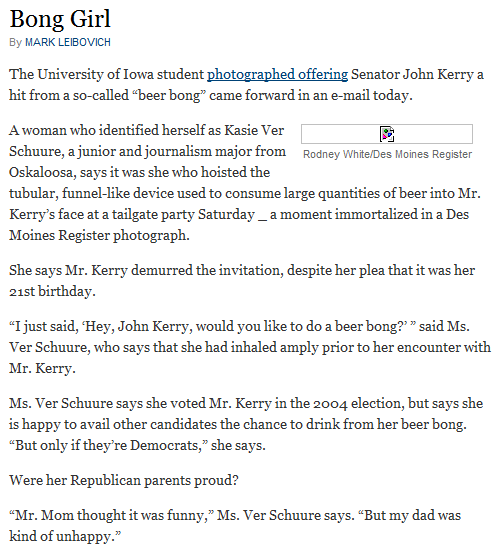 Bong Girl
By MARK LEIBOVICH
The University of Iowa student photographed offering Senator John Kerry a
hit from a so-called “beer bong” came forward in an e-mail today.
A woman who identified herself as Kasie Ver
Schuure, a junior and journalism major from
Oskaloosa, says it was she who hoisted the
tubular, funnel-like device used to consume large quantities of beer into Mr.
Kerry’s face at a tailgate party Saturday _ a moment immortalized in a Des
Moines Register photograph.
Rodney White/Des Moines Register
She says Mr. Kerry demurred the invitation, despite her plea that it was her
21st birthday.
“I just said, ‘Hey, John Kerry, would you like to do a beer bong?’ ” said Ms.
Ver Schuure, who says that she had inhaled amply prior to her encounter with
Mr. Kerry.
Ms. Ver Schuure says she voted Mr. Kerry in the 2004 election, but says she
is happy to avail other candidates the chance to drink from her beer bong.
“But only if they’re Democrats,” she says.
Were her Republican parents proud?
“Mr. Mom thought it was funny,” Ms. Ver Schuure says. “But my dad was
kind of unhappy.”